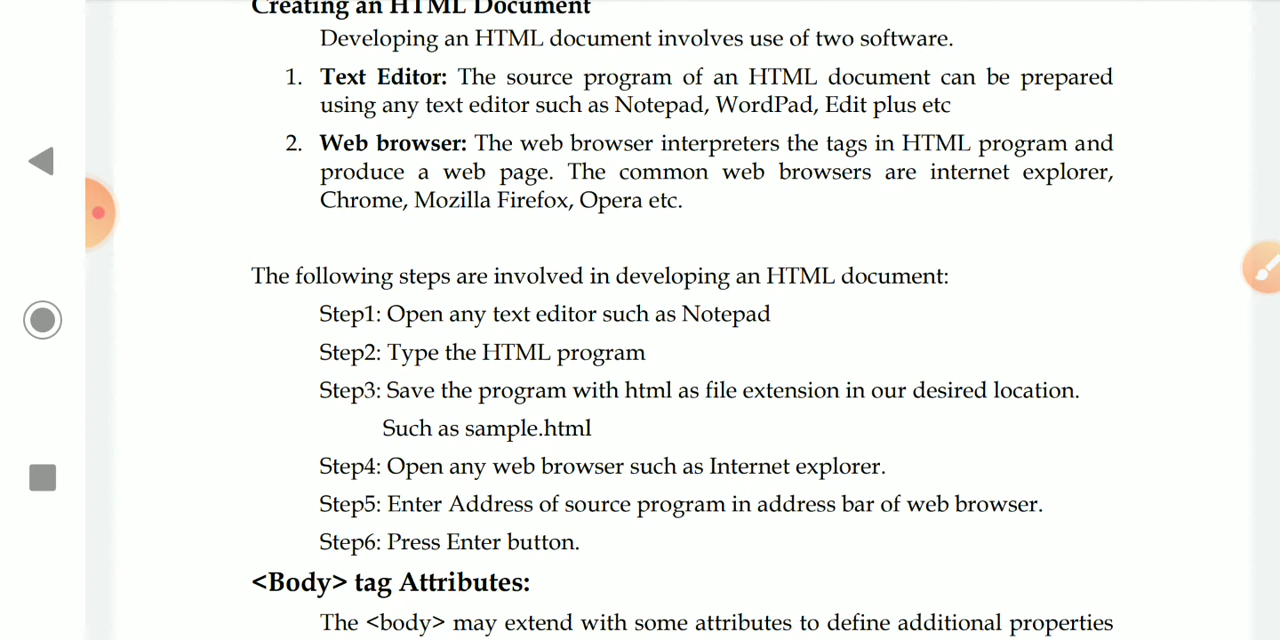 Creating an HTML Document
Developing an HTML document involves use of two software.
1. Text Editor: The source program of an HTML document can be prepared
using any text editor such as Notepad, WordPad, Edit plus etc
2. Web browser: The web browser interpreters the tags in HTML program and
produce a web page. The common web browsers are internet explorer,
Chrome, Mozilla Firefox, Opera etc.
The following steps are involved in developing an HTML document:
Step1: Open any text editor such as Notepad
Step2: Type the HTML program
Step3: Save the program with html as file extension in our desired location.
Such as sample.html
Step4: Open any web browser such as Internet explorer.
Step5: Enter Address of source program in address bar of web browser.
Step6: Press Enter button.
<Body> tag Attributes:
The <body> may extend with some attributes to define additional properties